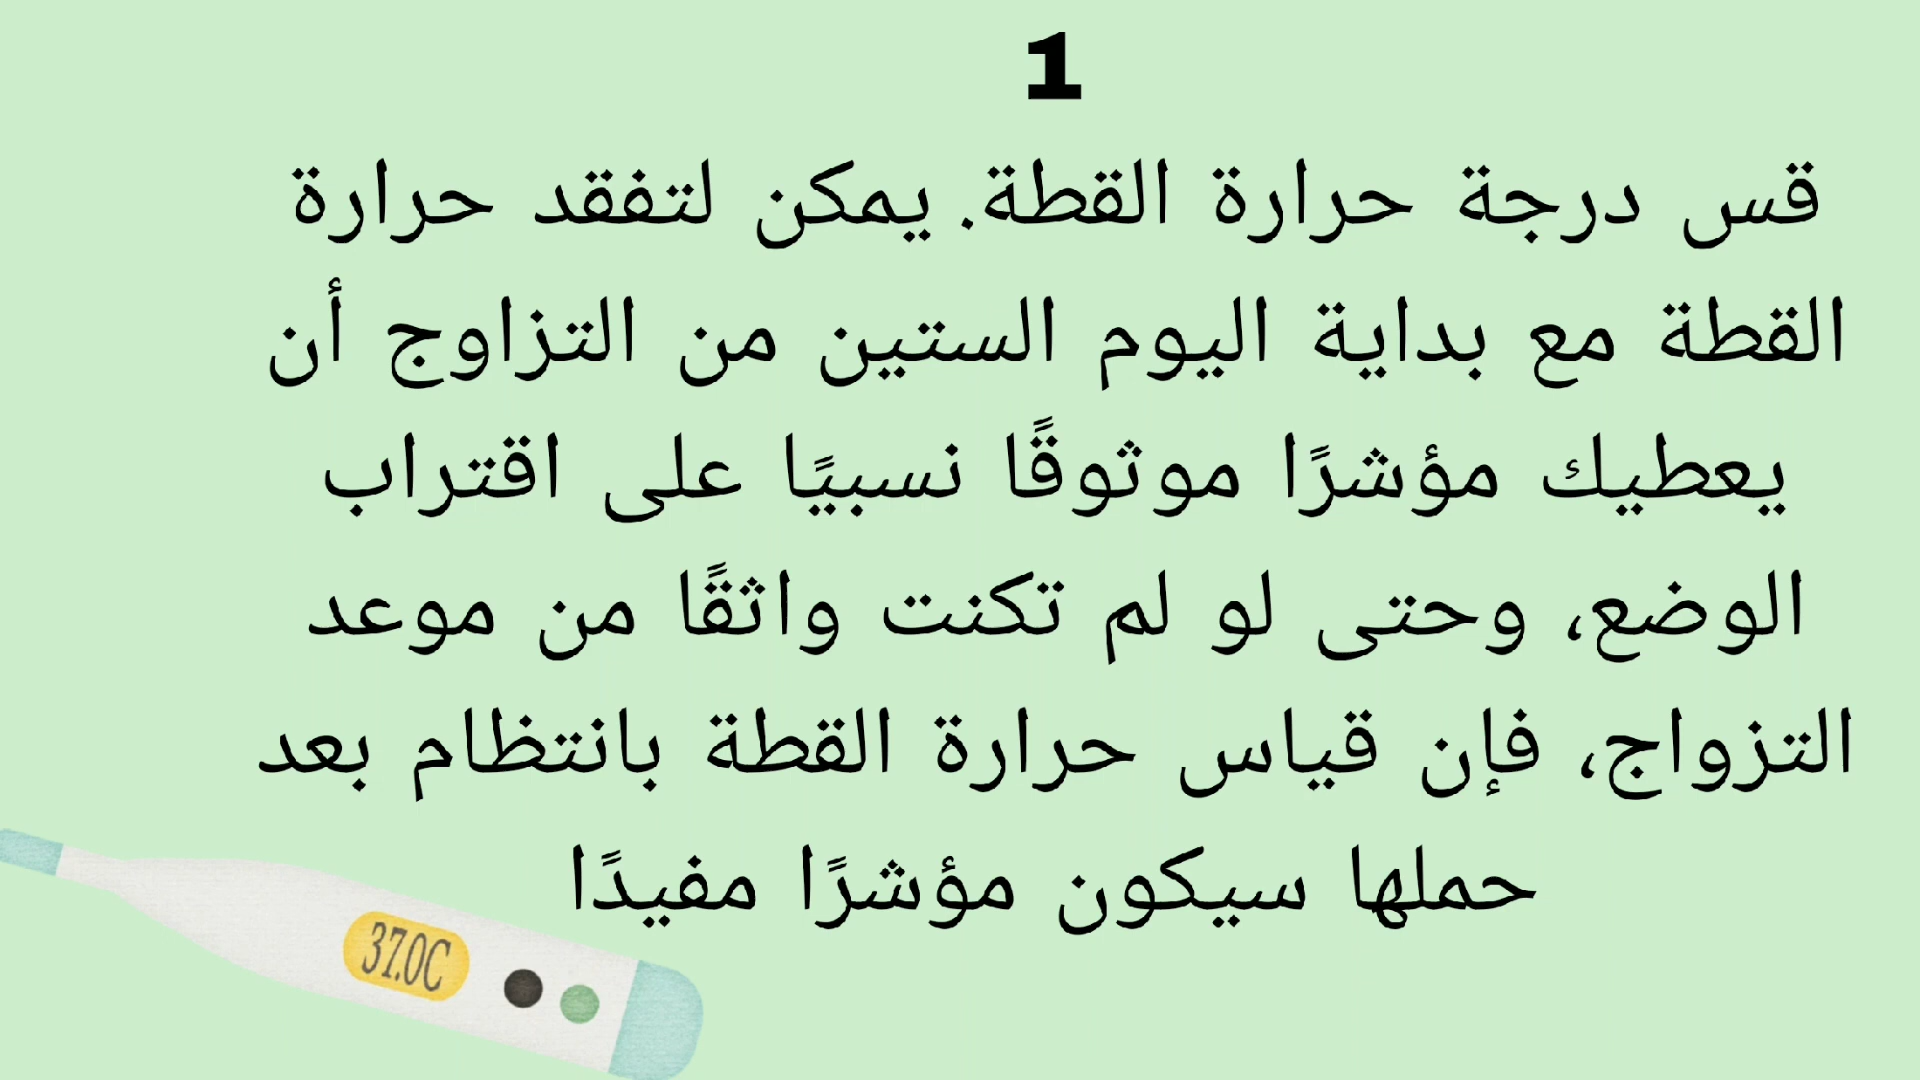 1
قس درجة حرارة القطة. يمكن لتفقد حرارة
القطة مع بداية اليوم الستين من التزاوج أن
يعطيك مؤشرًا موثوقًا نسبيًا على اقتراب
الوضع، وحتى لو لم تكنت واثقًا من موعد
التزواج، فإن قياس حرارة القطة بانتظام بعد
حملها سيكون مؤشرًا مفيدًا
37.0C